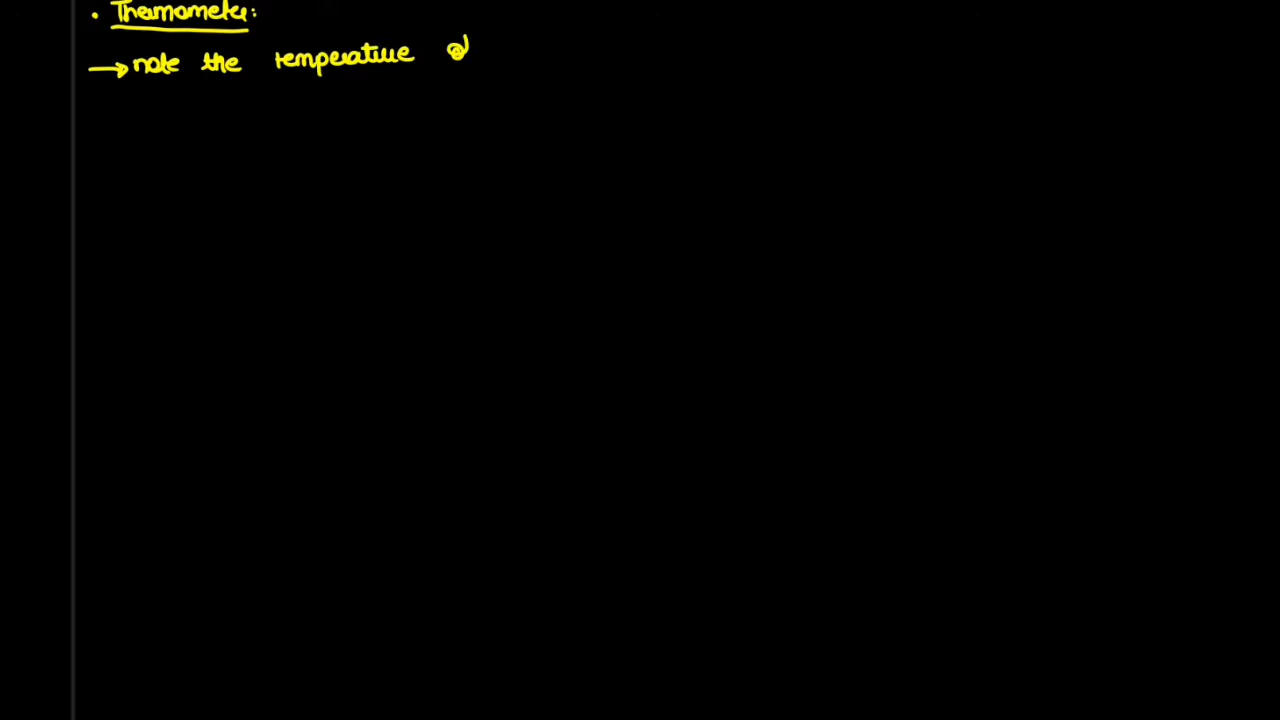 . Thermometer:
→ note the temperature